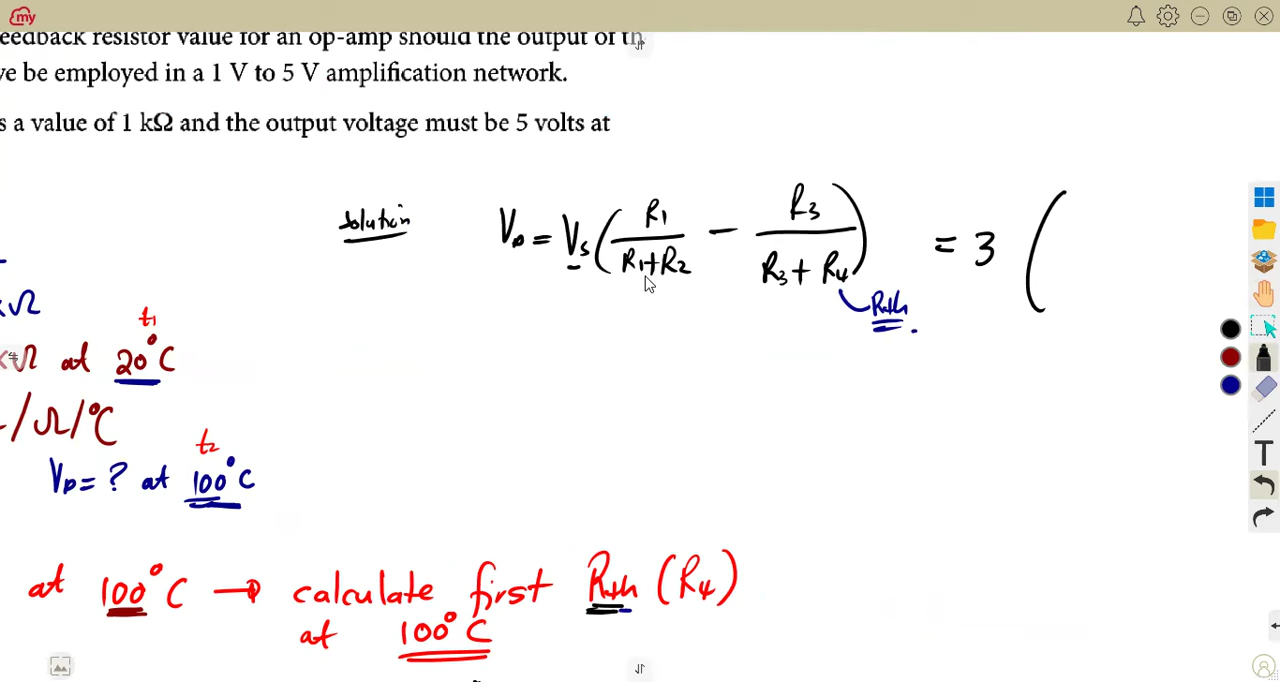 my
eedback resistor value for an op-amp should the output of th
ve be employed in a 1 V to 5 V amplification network.
s a value of 1 kΩ and the output voltage must be 5 volts at
solution
V₀ = Vs ( R1 / (R1+R2) − R3 / (R3+R4) ) = 3 (
Rth
kΩ
t1
kΩ at 20°C
/Ω/°C
t2
VD = ? at 100°C
at 100°C → calculate first Rth (R4)
at 100°C
T